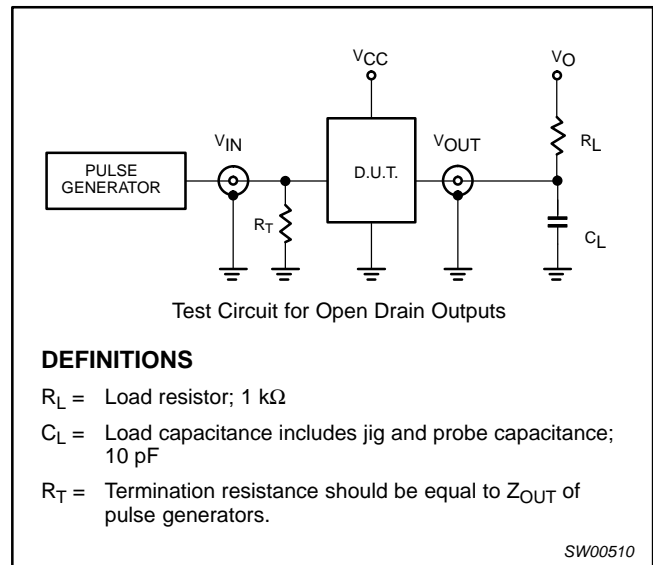 VCC
VO
VIN
VOUT
RL
PULSE
GENERATOR
D.U.T.
RT
CL
Test Circuit for Open Drain Outputs
DEFINITIONS
RL = Load resistor; 1 kΩ
CL = Load capacitance includes jig and probe capacitance;
10 pF
RT = Termination resistance should be equal to ZOUT of
pulse generators.
SW00510